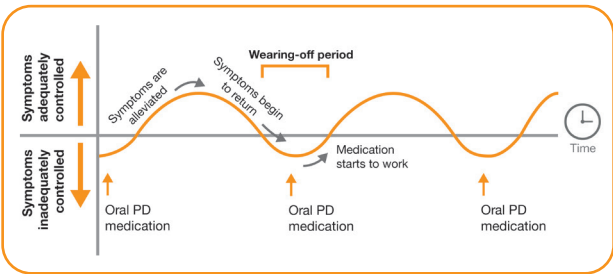 Symptoms
adequately
controlled
Symptoms
inadequately
controlled
Symptoms are
alleviated
Symptoms begin
to return
Wearing-off period
Medication
starts to work
Time
Oral PD
medication
Oral PD
medication
Oral PD
medication